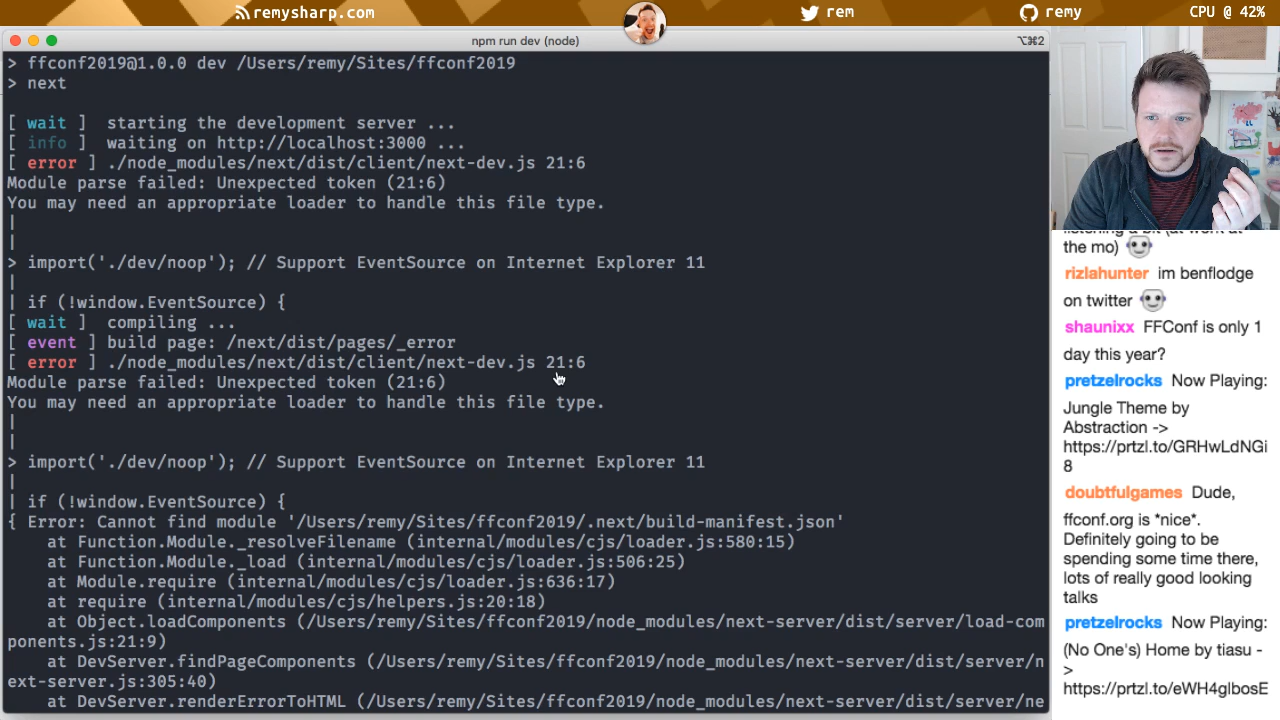 remysharp.com
rem
remy
CPU @ 42%
npm run dev (node)
⌥⌘2
> ffconf2019@1.0.0 dev /Users/remy/Sites/ffconf2019
> next
[ wait ]  starting the development server ...
[ info ]  waiting on http://localhost:3000 ...
[ error ] ./node_modules/next/dist/client/next-dev.js 21:6
Module parse failed: Unexpected token (21:6)
You may need an appropriate loader to handle this file type.
|
|
> import('./dev/noop'); // Support EventSource on Internet Explorer 11
|
| if (!window.EventSource) {
[ wait ]  compiling ...
[ event ] build page: /next/dist/pages/_error
[ error ] ./node_modules/next/dist/client/next-dev.js 21:6
Module parse failed: Unexpected token (21:6)
You may need an appropriate loader to handle this file type.
|
|
> import('./dev/noop'); // Support EventSource on Internet Explorer 11
|
| if (!window.EventSource) {
{ Error: Cannot find module '/Users/remy/Sites/ffconf2019/.next/build-manifest.json'
    at Function.Module._resolveFilename (internal/modules/cjs/loader.js:580:15)
    at Function.Module._load (internal/modules/cjs/loader.js:506:25)
    at Module.require (internal/modules/cjs/loader.js:636:17)
    at require (internal/modules/cjs/helpers.js:20:18)
    at Object.loadComponents (/Users/remy/Sites/ffconf2019/node_modules/next-server/dist/server/load-com
ponents.js:21:9)
    at DevServer.findPageComponents (/Users/remy/Sites/ffconf2019/node_modules/next-server/dist/server/n
ext-server.js:305:40)
    at DevServer.renderErrorToHTML (/Users/remy/Sites/ffconf2019/node_modules/next-server/dist/server/ne
listening a bit (at work at
the mo)
rizlahunter im benflodge
on twitter
shaunixx FFConf is only 1
day this year?
pretzelrocks Now Playing:
Jungle Theme by
Abstraction ->
https://prtzl.to/GRHwLdNGi
8
doubtfulgames Dude,
ffconf.org is *nice*.
Definitely going to be
spending some time there,
lots of really good looking
talks
pretzelrocks Now Playing:
(No One's) Home by tiasu -
>
https://prtzl.to/eWH4glbosE